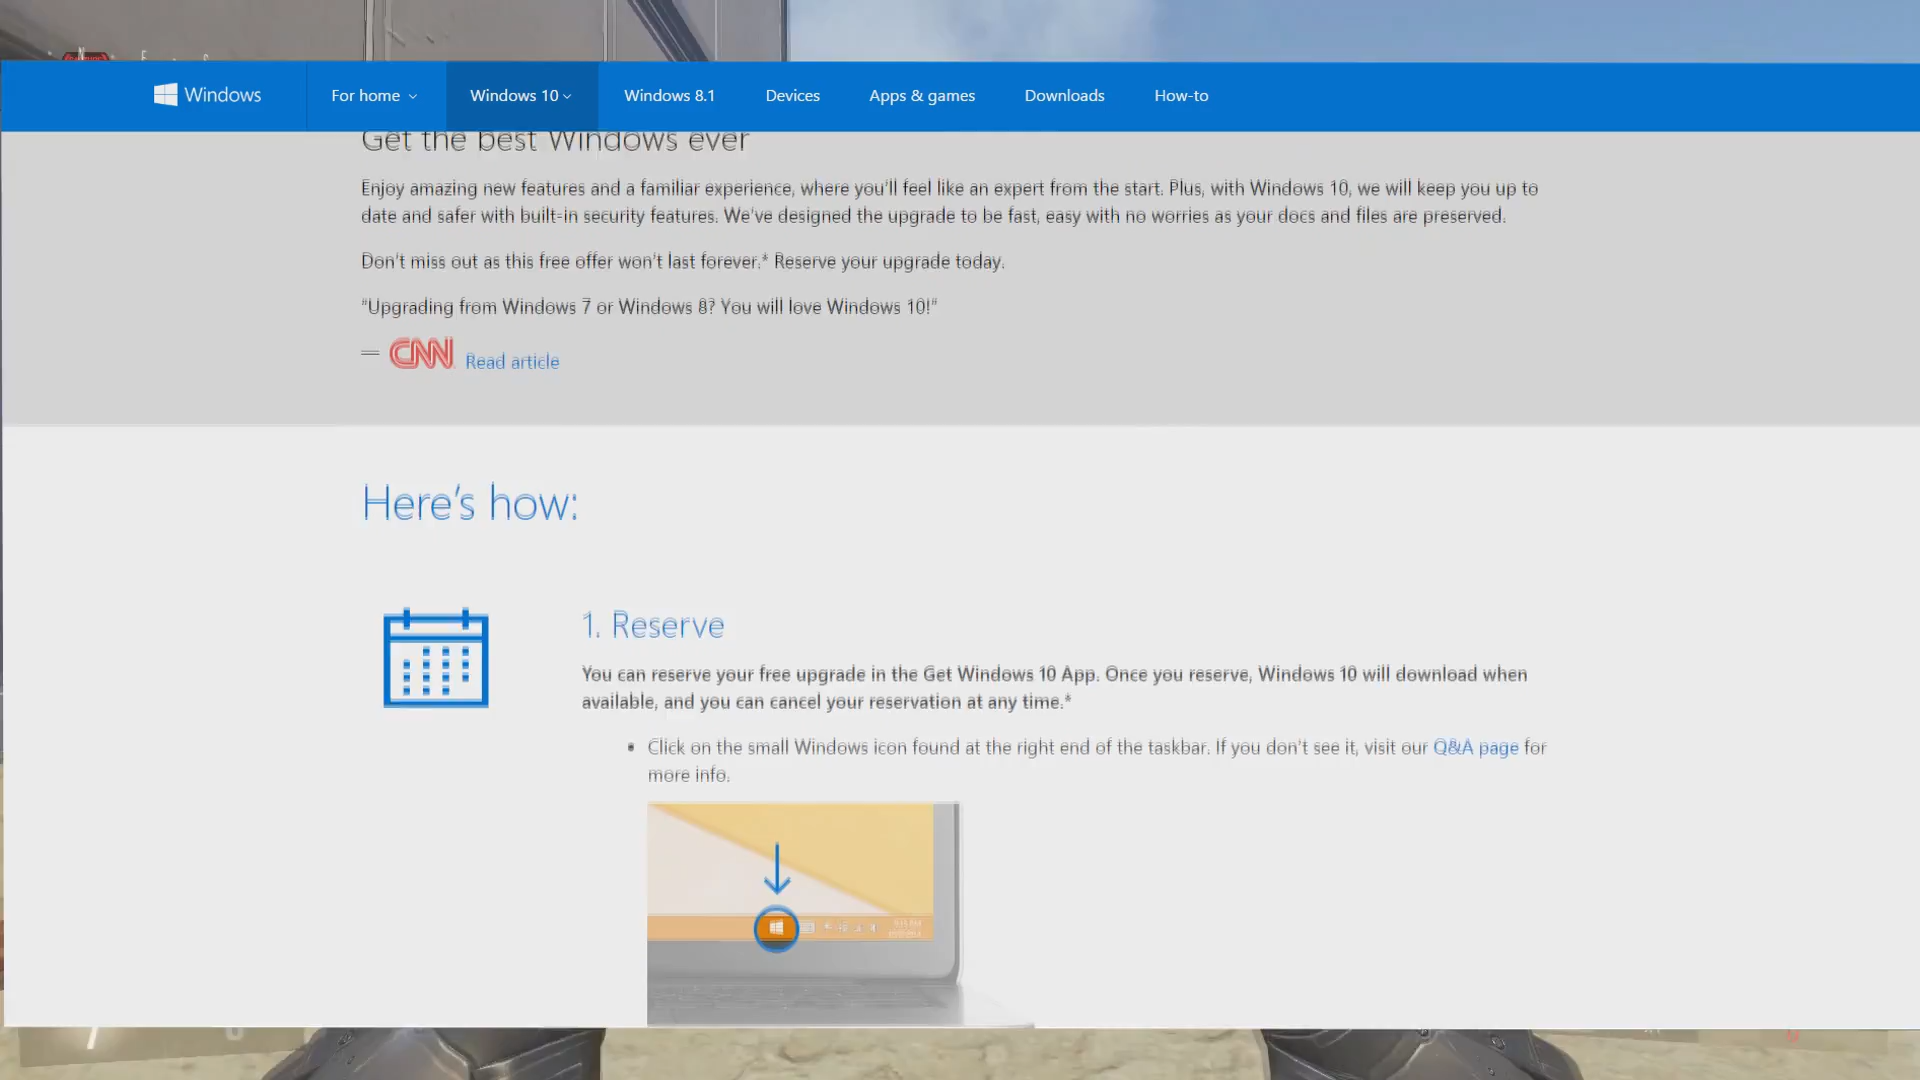 Windows
For home
Windows 10
Windows 8.1
Devices
Apps & games
Downloads
How-to
Get the best Windows ever
Enjoy amazing new features and a familiar experience, where you'll feel like an expert from the start. Plus, with Windows 10, we will keep you up to
date and safer with built-in security features. We've designed the upgrade to be fast, easy with no worries as your docs and files are preserved.
Don't miss out as this free offer won't last forever.* Reserve your upgrade today.
"Upgrading from Windows 7 or Windows 8? You will love Windows 10!"
— CNN Read article
Here's how:
1. Reserve
You can reserve your free upgrade in the Get Windows 10 App. Once you reserve, Windows 10 will download when
available, and you can cancel your reservation at any time.*
• Click on the small Windows icon found at the right end of the taskbar. If you don't see it, visit our Q&A page for
more info.